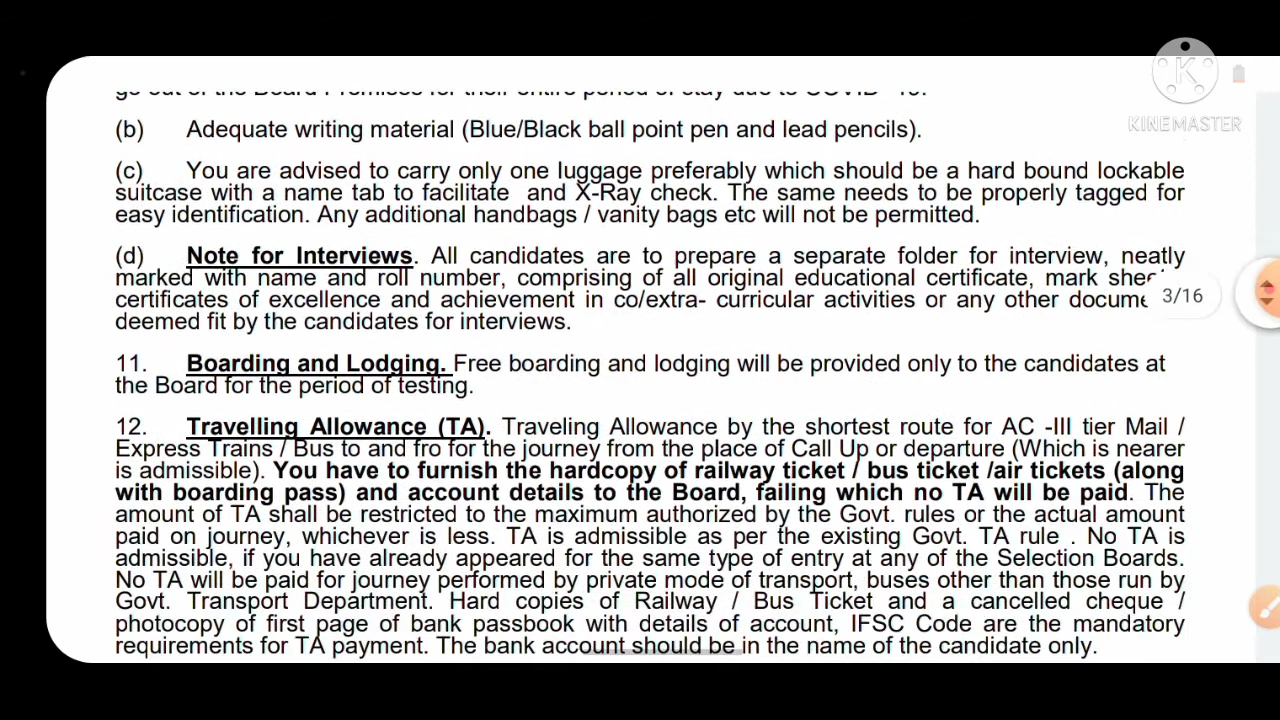 go out of the Board Premises for their entire period of stay due to COVID -19.
KINEMASTER
(b) Adequate writing material (Blue/Black ball point pen and lead pencils).
(c) You are advised to carry only one luggage preferably which should be a hard bound lockable
suitcase with a name tab to facilitate and X-Ray check. The same needs to be properly tagged for
easy identification. Any additional handbags / vanity bags etc will not be permitted.
(d) Note for Interviews. All candidates are to prepare a separate folder for interview, neatly
marked with name and roll number, comprising of all original educational certificate, mark
certificates of excellence and achievement in co/extra- curricular activities or any other
3/16
deemed fit by the candidates for interviews.
11. Boarding and Lodging. Free boarding and lodging will be provided only to the candidates at
the Board for the period of testing.
12. Travelling Allowance (TA). Traveling Allowance by the shortest route for AC -III tier Mail /
Express Trains / Bus to and fro for the journey from the place of Call Up or departure (Which is nearer
is admissible). You have to furnish the hardcopy of railway ticket / bus ticket /air tickets (along
with boarding pass) and account details to the Board, failing which no TA will be paid. The
amount of TA shall be restricted to the maximum authorized by the Govt. rules or the actual amount
paid on journey, whichever is less. TA is admissible as per the existing Govt. TA rule . No TA is
admissible, if you have already appeared for the same type of entry at any of the Selection Boards.
No TA will be paid for journey performed by private mode of transport, buses other than those run by
Govt. Transport Department. Hard copies of Railway / Bus Ticket and a cancelled cheque /
photocopy of first page of bank passbook with details of account, IFSC Code are the mandatory
requirements for TA payment. The bank account should be in the name of the candidate only.